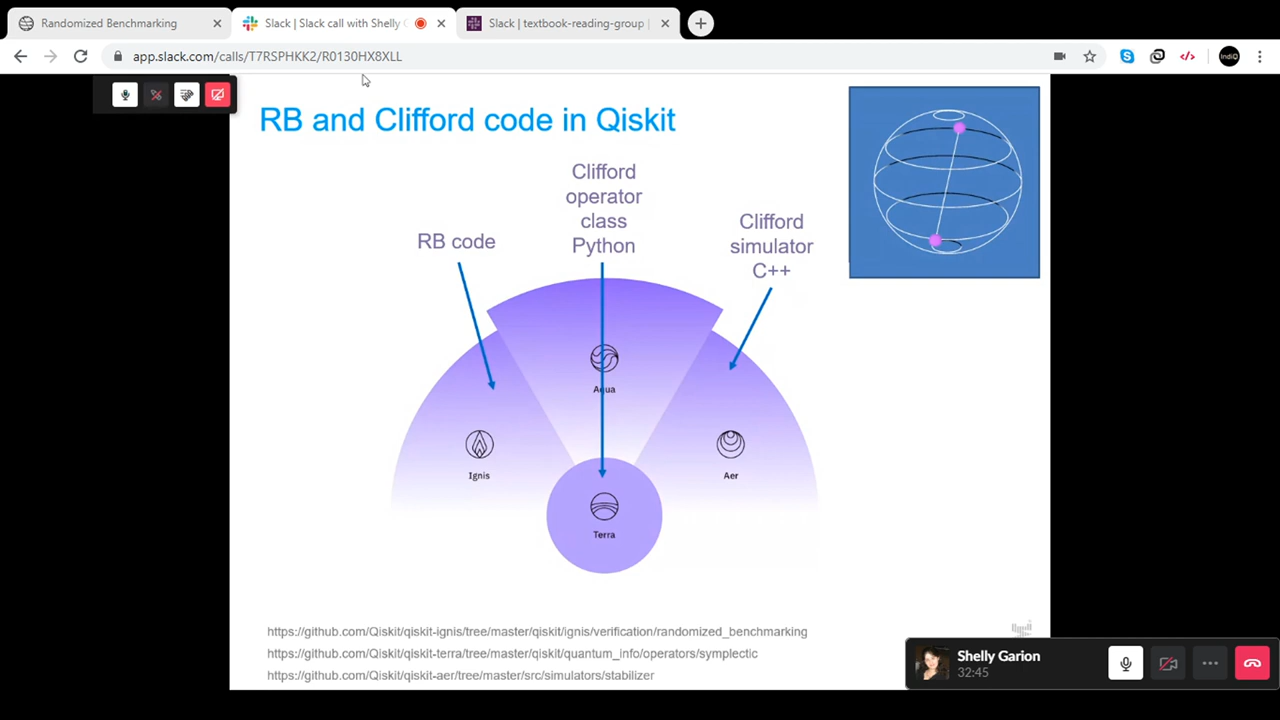 Randomized Benchmarking
Slack | Slack call with Shelly
Slack | textbook-reading-group |
app.slack.com/calls/T7RSPHKK2/R0130HX8XLL
IndiQ
RB and Clifford code in Qiskit
Clifford
operator
class
Python
RB code
Clifford
simulator
C++
Aqua
Ignis
Aer
Terra
https://github.com/Qiskit/qiskit-ignis/tree/master/qiskit/ignis/verification/randomized_benchmarking
https://github.com/Qiskit/qiskit-terra/tree/master/qiskit/quantum_info/operators/symplectic
https://github.com/Qiskit/qiskit-aer/tree/master/src/simulators/stabilizer
Shelly Garion
32:45